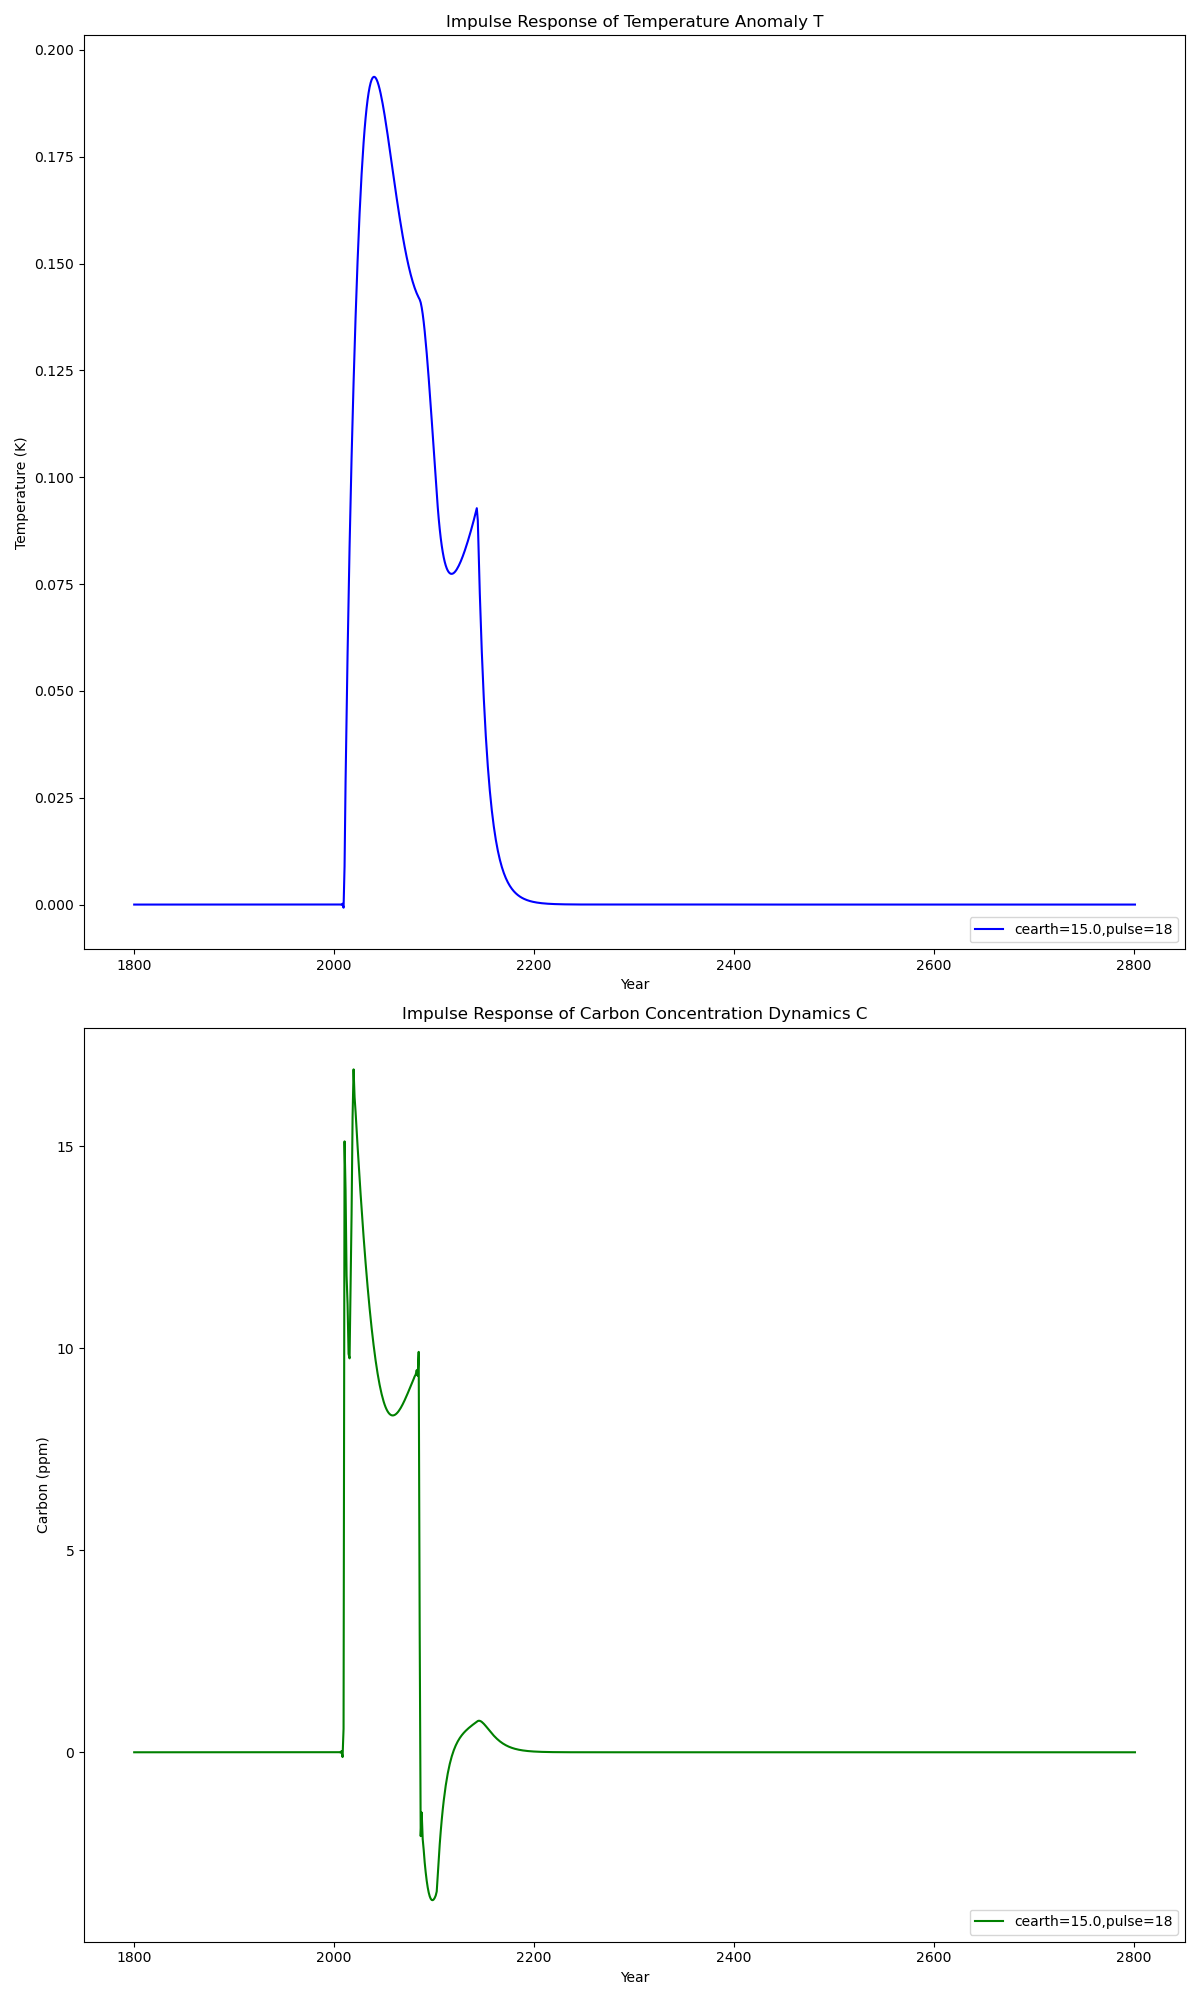 Impulse Response of Temperature Anomaly T
0.200
0.175
0.150
0.125
0.100
0.075
0.050
0.025
0.000
Temperature (K)
cearth=15.0,pulse=18
1800 2000 2200 2400 2600 2800
Year
Impulse Response of Carbon Concentration Dynamics C
15
10
5
0
Carbon (ppm)
cearth=15.0,pulse=18
1800 2000 2200 2400 2600 2800
Year